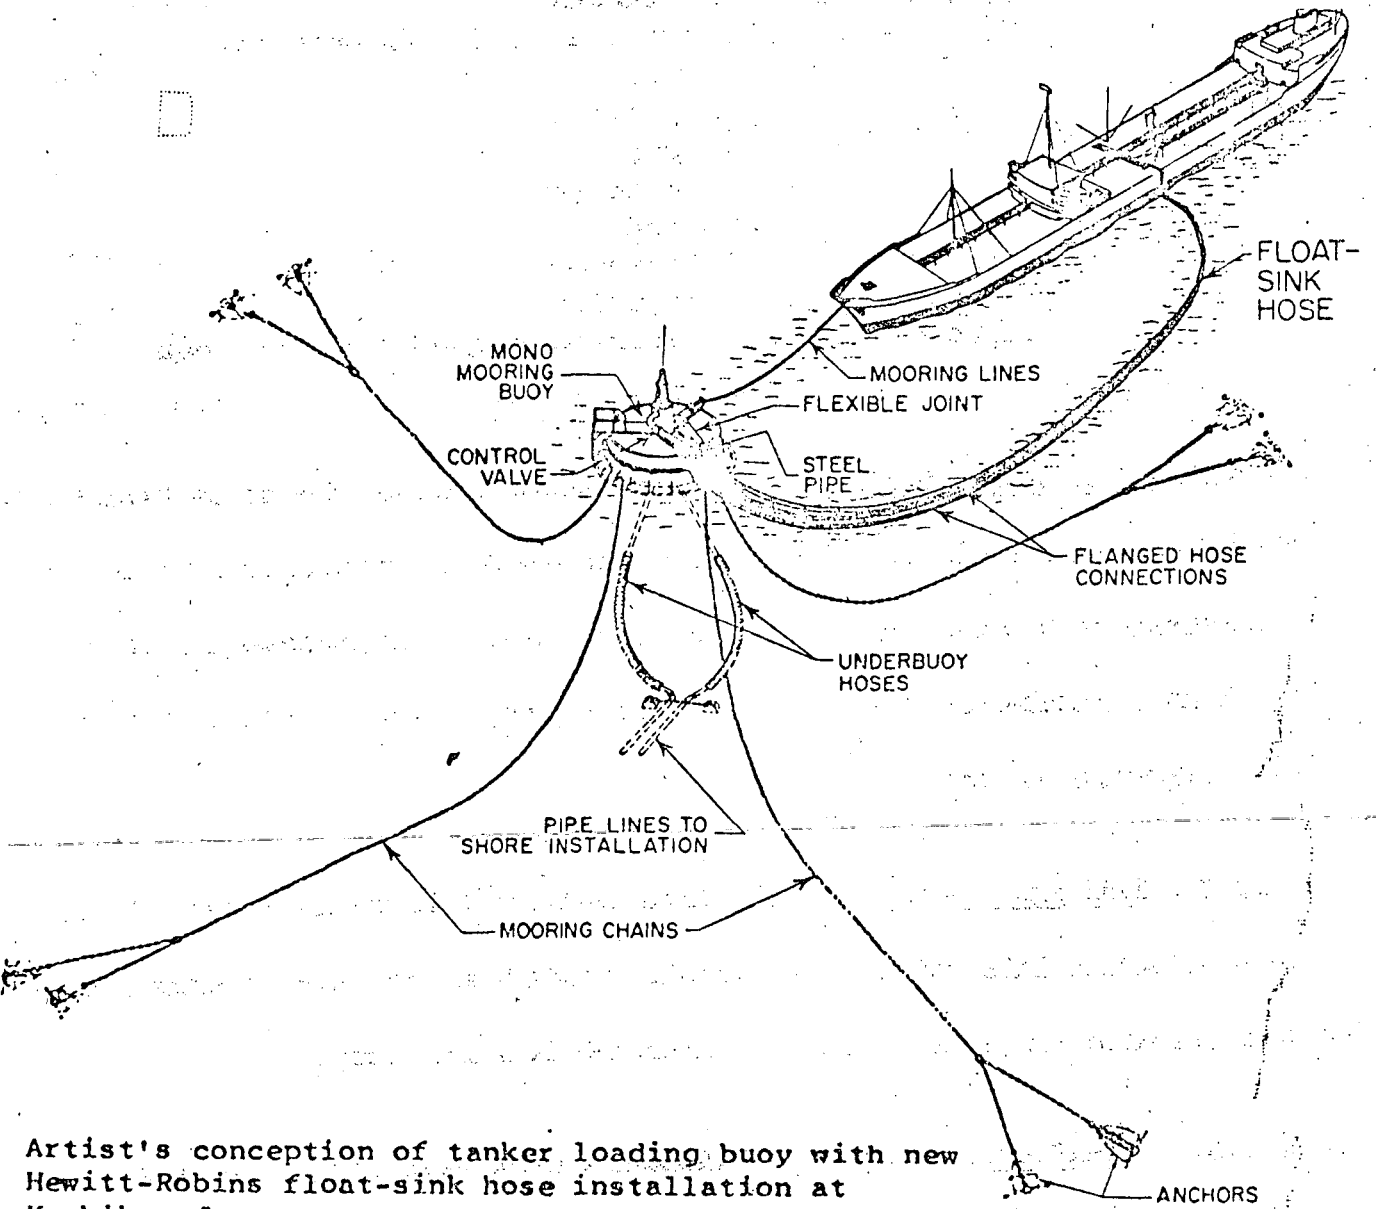 FLOAT-
SINK
HOSE
MONO
MOORING
BUOY
MOORING LINES
FLEXIBLE JOINT
CONTROL
VALVE
STEEL
PIPE
FLANGED HOSE
CONNECTIONS
UNDERBUOY
HOSES
PIPE LINES TO
SHORE INSTALLATION
MOORING CHAINS
ANCHORS
Artist's conception of tanker loading buoy with new
Hewitt-Robins float-sink hose installation at